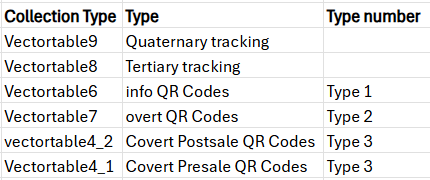 Collection Type Type Type number
Vectortable9 Quaternary tracking
Vectortable8 Tertiary tracking
Vectortable6 info QR Codes Type 1
Vectortable7 overt QR Codes Type 2
vectortable4_2 Covert Postsale QR Codes Type 3
Vectortable4_1 Covert Presale QR Codes Type 3